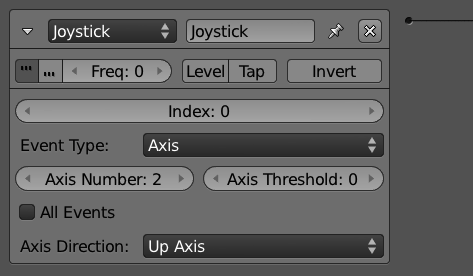 Joystick Joystick
Freq: 0 Level Tap Invert
Index: 0
Event Type: Axis
Axis Number: 2 Axis Threshold: 0
All Events
Axis Direction: Up Axis